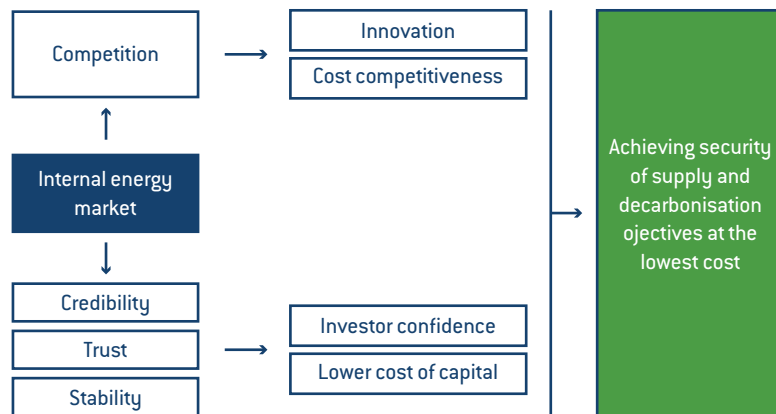 Competition
Innovation
Cost competitiveness
Internal energy
market
Credibility
Trust
Stability
Investor confidence
Lower cost of capital
Achieving security
of supply and
decarbonisation
ojectives at the
lowest cost